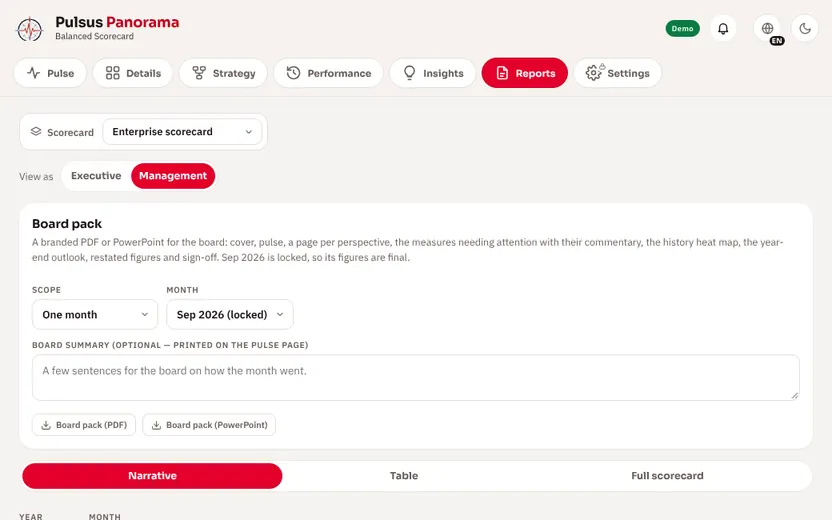 Pulsus Panorama
Balanced Scorecard
Demo
EN
Pulse
Details
Strategy
Performance
Insights
Reports
Settings
Scorecard
Enterprise scorecard
View as
Executive
Management
Board pack
A branded PDF or PowerPoint for the board: cover, pulse, a page per perspective, the measures needing attention with their commentary, the history heat map, the year-
end outlook, restated figures and sign-off. Sep 2026 is locked, so its figures are final.
SCOPE
MONTH
One month
Sep 2026 (locked)
BOARD SUMMARY (OPTIONAL — PRINTED ON THE PULSE PAGE)
A few sentences for the board on how the month went.
Board pack (PDF)
Board pack (PowerPoint)
Narrative
Table
Full scorecard
YEAR
MONTH